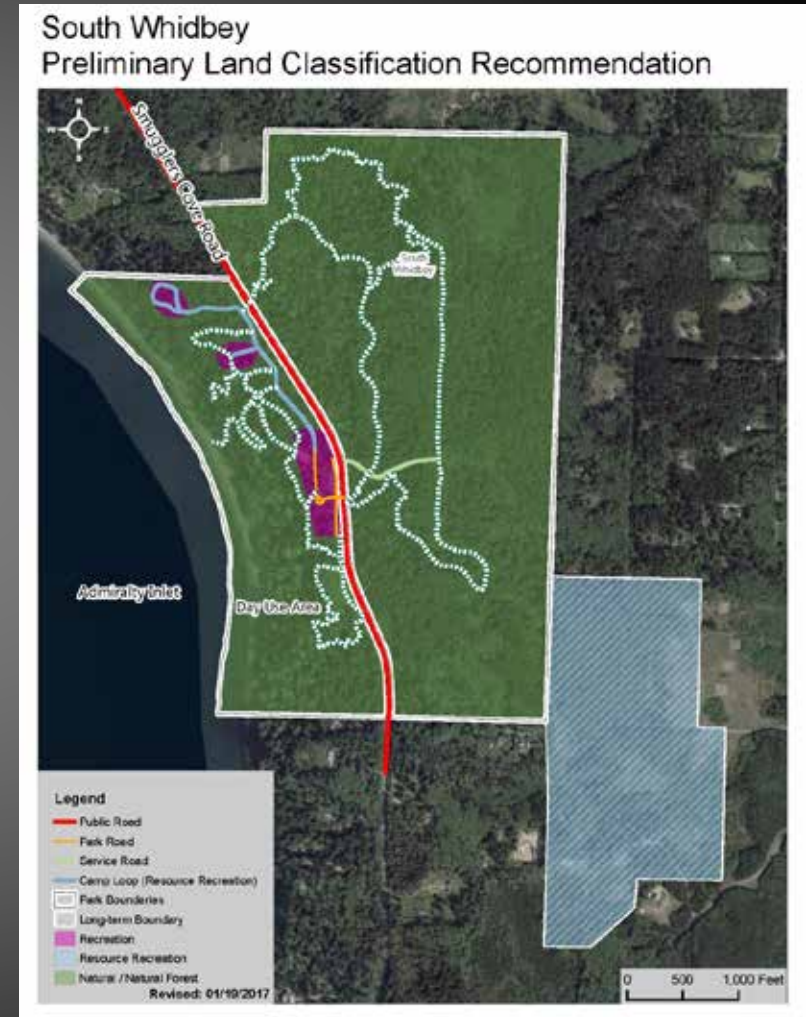 South Whidbey
Preliminary Land Classification Recommendation
N
W E
S
Smugglers Cove Road
South
Whidbey
Admiralty Inlet
Day Use Area
Legend
Public Road
Park Road
Service Road
Camp Loop (Resource Recreation)
Park Bounderies
Long-term Boundary
Recreation
Resource Recreation
Natural / Natural Forest
Revised: 01/19/2017
0 500 1,000 Feet